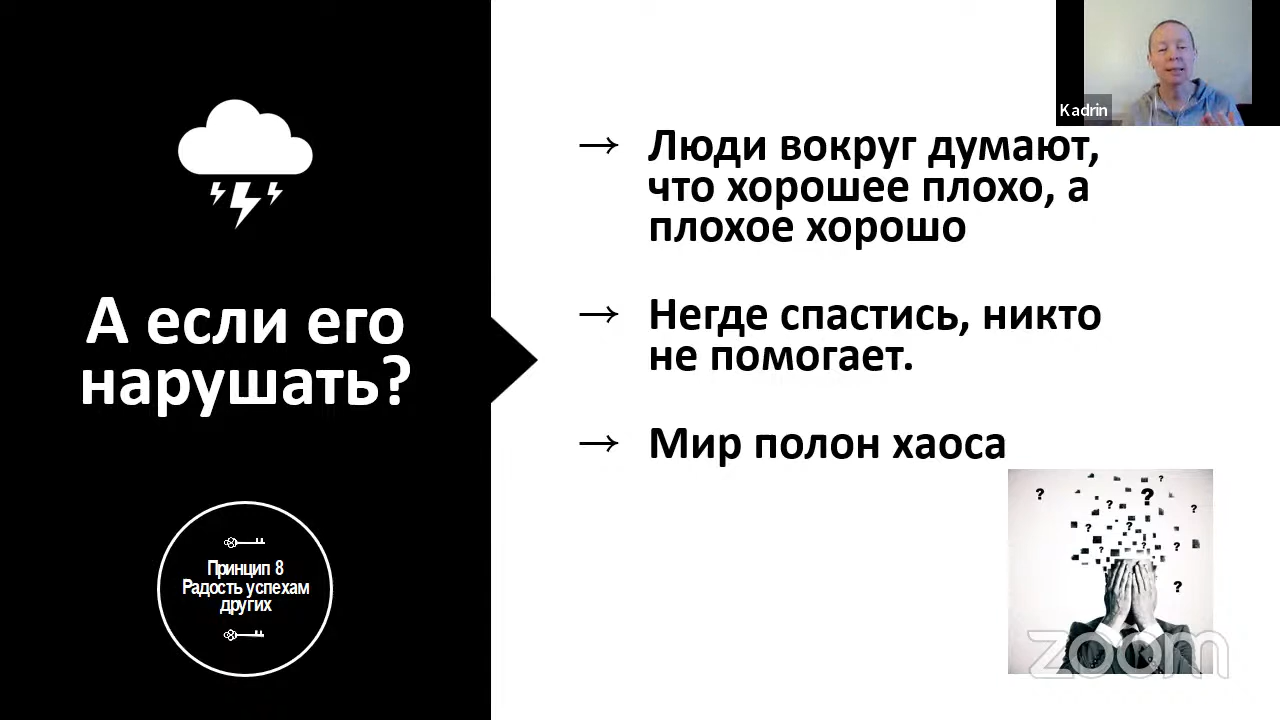 А если его
нарушать?
Принцип 8
Радость успехам
других
→ Люди вокруг думают,
что хорошее плохо, а
плохое хорошо
→ Негде спастись, никто
не помогает.
→ Мир полон хаоса
Kadrin
? ? ? ? ? ? ? ? ? ?
zoom